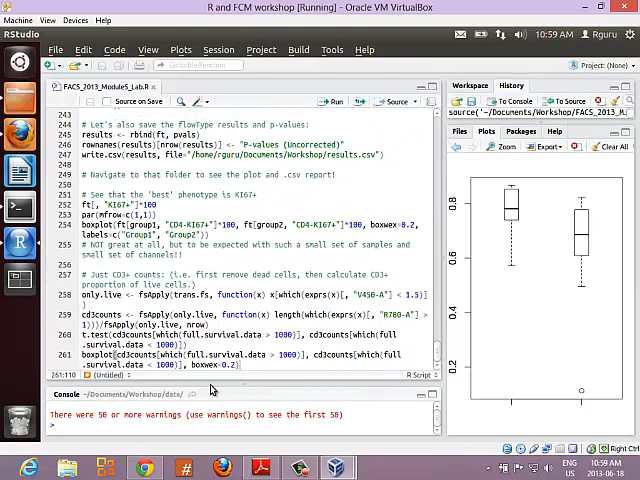 R and FCM workshop [Running] - Oracle VM VirtualBox
Machine View Devices Help
RStudio
10:59 AM Rguru
File Edit Code View Plots Session Project Build Tools Help
Go to file/function
Project: (None)
FACS_2013_Module5_Lab.R
Source on Save Run Source
243
244 # Let's also save the flowType results and p-values:
245 results <- rbind(ft, pvals)
246 rownames(results)[nrow(results)] <- "P-values (Uncorrected)"
247 write.csv(results, file="/home/rguru/Documents/Workshop/results.csv")
248
249 # Navigate to that folder to see the plot and .csv report!
250
251 # See that the 'best' phenotype is KI67+
252 ft[, "KI67+"]*100
253 par(mfrow=c(1,1))
254 boxplot(ft[group1, "CD4-KI67+"]*100, ft[group2, "CD4-KI67+"]*100, boxwex=0.2,
labels=c("Group1", "Group2"))
255 # NOT great at all, but to be expected with such a small set of samples and
small set of channels!!
256
257 # Just CD3+ counts: (i.e. first remove dead cells, then calculate CD3+
proportion of live cells.)
258 only.live <- fsApply(trans.fs, function(x) x[which(exprs(x)[, "V450-A"] < 1.5)]
)
259 cd3counts <- fsApply(only.live, function(x) length(which(exprs(x)[, "R780-A"] >
1)))/fsApply(only.live, nrow)
260 t.test(cd3counts[which(full.survival.data > 1000)], cd3counts[which(full
.survival.data < 1000)])
261 boxplot(cd3counts[which(full.survival.data > 1000)], cd3counts[which(full
.survival.data < 1000)], boxwex=0.2)
261:110 (Untitled) R Script
Console ~/Documents/Workshop/data/
There were 50 or more warnings (use warnings() to see the first 50)
>
Workspace History
To Console To Source
source('~/Documents/Workshop/FACS_2013_M
Files Plots Packages Help
Zoom Export Clear All
0.8
0.6
0.4
0.2
Right Ctrl
ENG
US
10:59 AM
2013-06-18